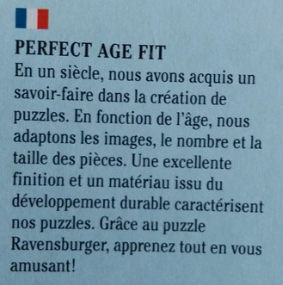 PERFECT AGE FIT
En un siècle, nous avons acquis un
savoir-faire dans la création de
puzzles. En fonction de l'âge, nous
adaptons les images, le nombre et la
taille des pièces. Une excellente
finition et un matériau issu du
développement durable caractérisent
nos puzzles. Grâce au puzzle
Ravensburger, apprenez tout en vous
amusant!